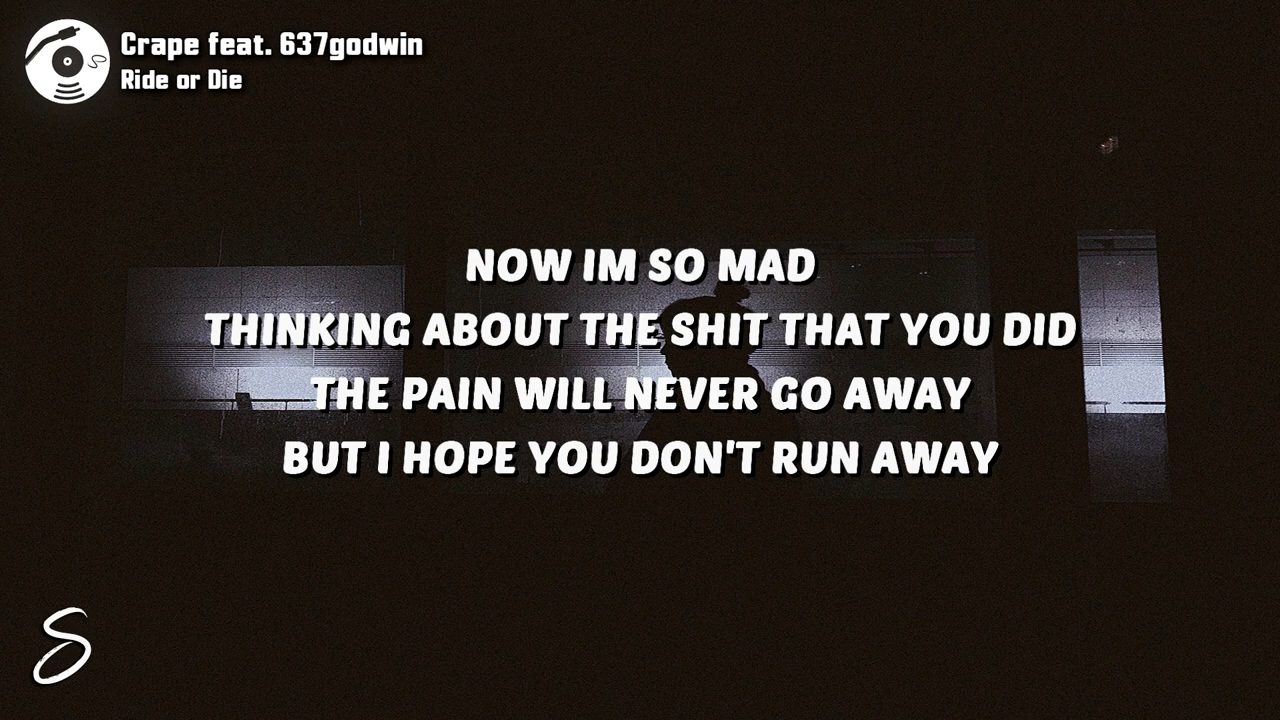 Crape feat. 637godwin
Ride or Die
NOW IM SO MAD
THINKING ABOUT THE SHIT THAT YOU DID
THE PAIN WILL NEVER GO AWAY
BUT I HOPE YOU DON'T RUN AWAY
S